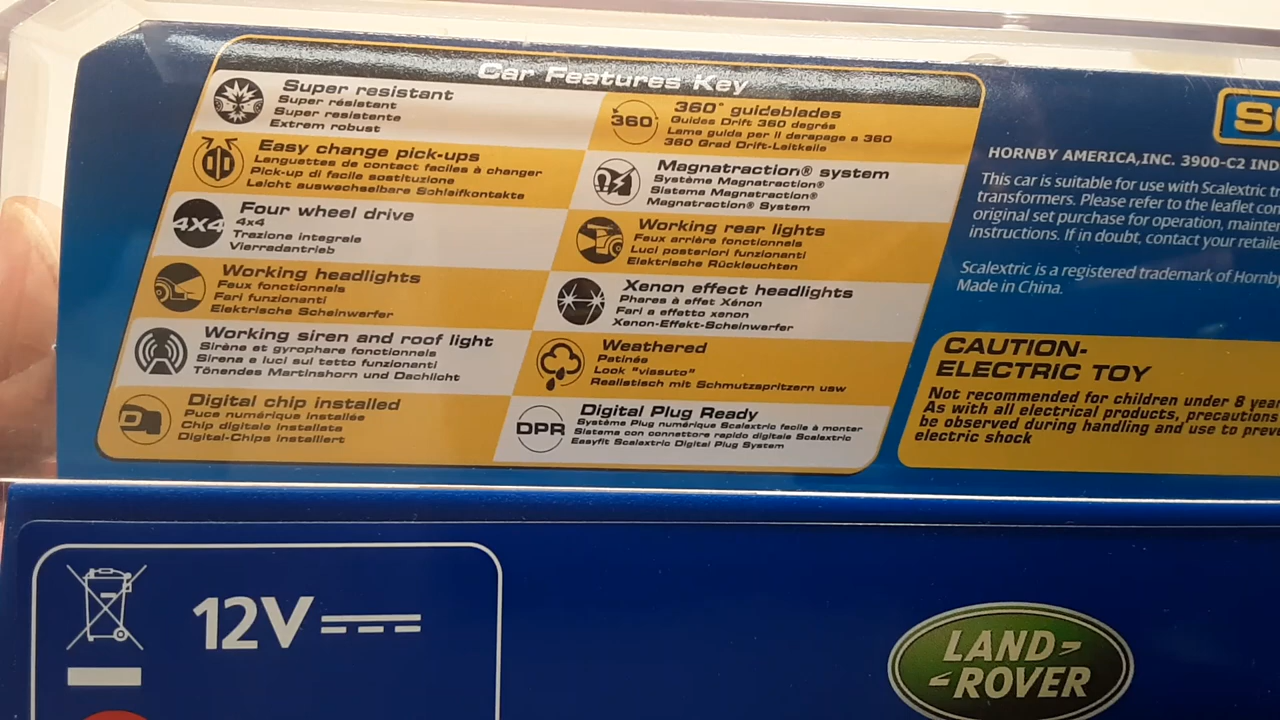 Car Features Key
Super resistant
Super résistant
Super resistente
Extrem robust
Easy change pick-ups
Languettes de contact faciles à changer
Pick-up di facile sostituzione
Leicht auswechselbare Schleifkontakte
4X4
Four wheel drive
4x4
Trazione integrale
Vierradantrieb
Working headlights
Feux fonctionnels
Fari funzionanti
Elektrische Scheinwerfer
Working siren and roof light
Sirène et gyrophare fonctionnels
Sirena e luci sul tetto funzionanti
Tönendes Martinshorn und Dachlicht
D
Digital chip installed
Puce numérique installée
Chip digitale installata
Digital-Chips installiert
360°
360° guideblades
Guides Drift 360 degrés
Lame guida per il derapage a 360
360 Grad Drift-Leitkeile
Magnatraction® system
Système Magnatraction®
Sistema Magnatraction®
Magnatraction® System
Working rear lights
Feux arrière fonctionnels
Luci posteriori funzionanti
Elektrische Rückleuchten
Xenon effect headlights
Phares à effet Xénon
Fari a effetto xenon
Xenon-Effekt-Scheinwerfer
Weathered
Patinée
Look "vissuto"
Realistisch mit Schmutzspritzern usw
DPR
Digital Plug Ready
Système Plug numérique Scalextric facile à monter
Sistema con connettore rapido digitale Scalextric
Easyfit Scalextric Digital Plug System
HORNBY AMERICA, INC. 3900-C2 IND
This car is suitable for use with Scalextric
transformers. Please refer to the leaflet
original set purchase for operation,
instructions. If in doubt, contact your
Scalextric is a registered trademark of Hornby
Made in China.
CAUTION-
ELECTRIC TOY
Not recommended for children under 8
As with all electrical products, precautions
be observed during handling and use to
electric shock
12V
LAND-
ROVER